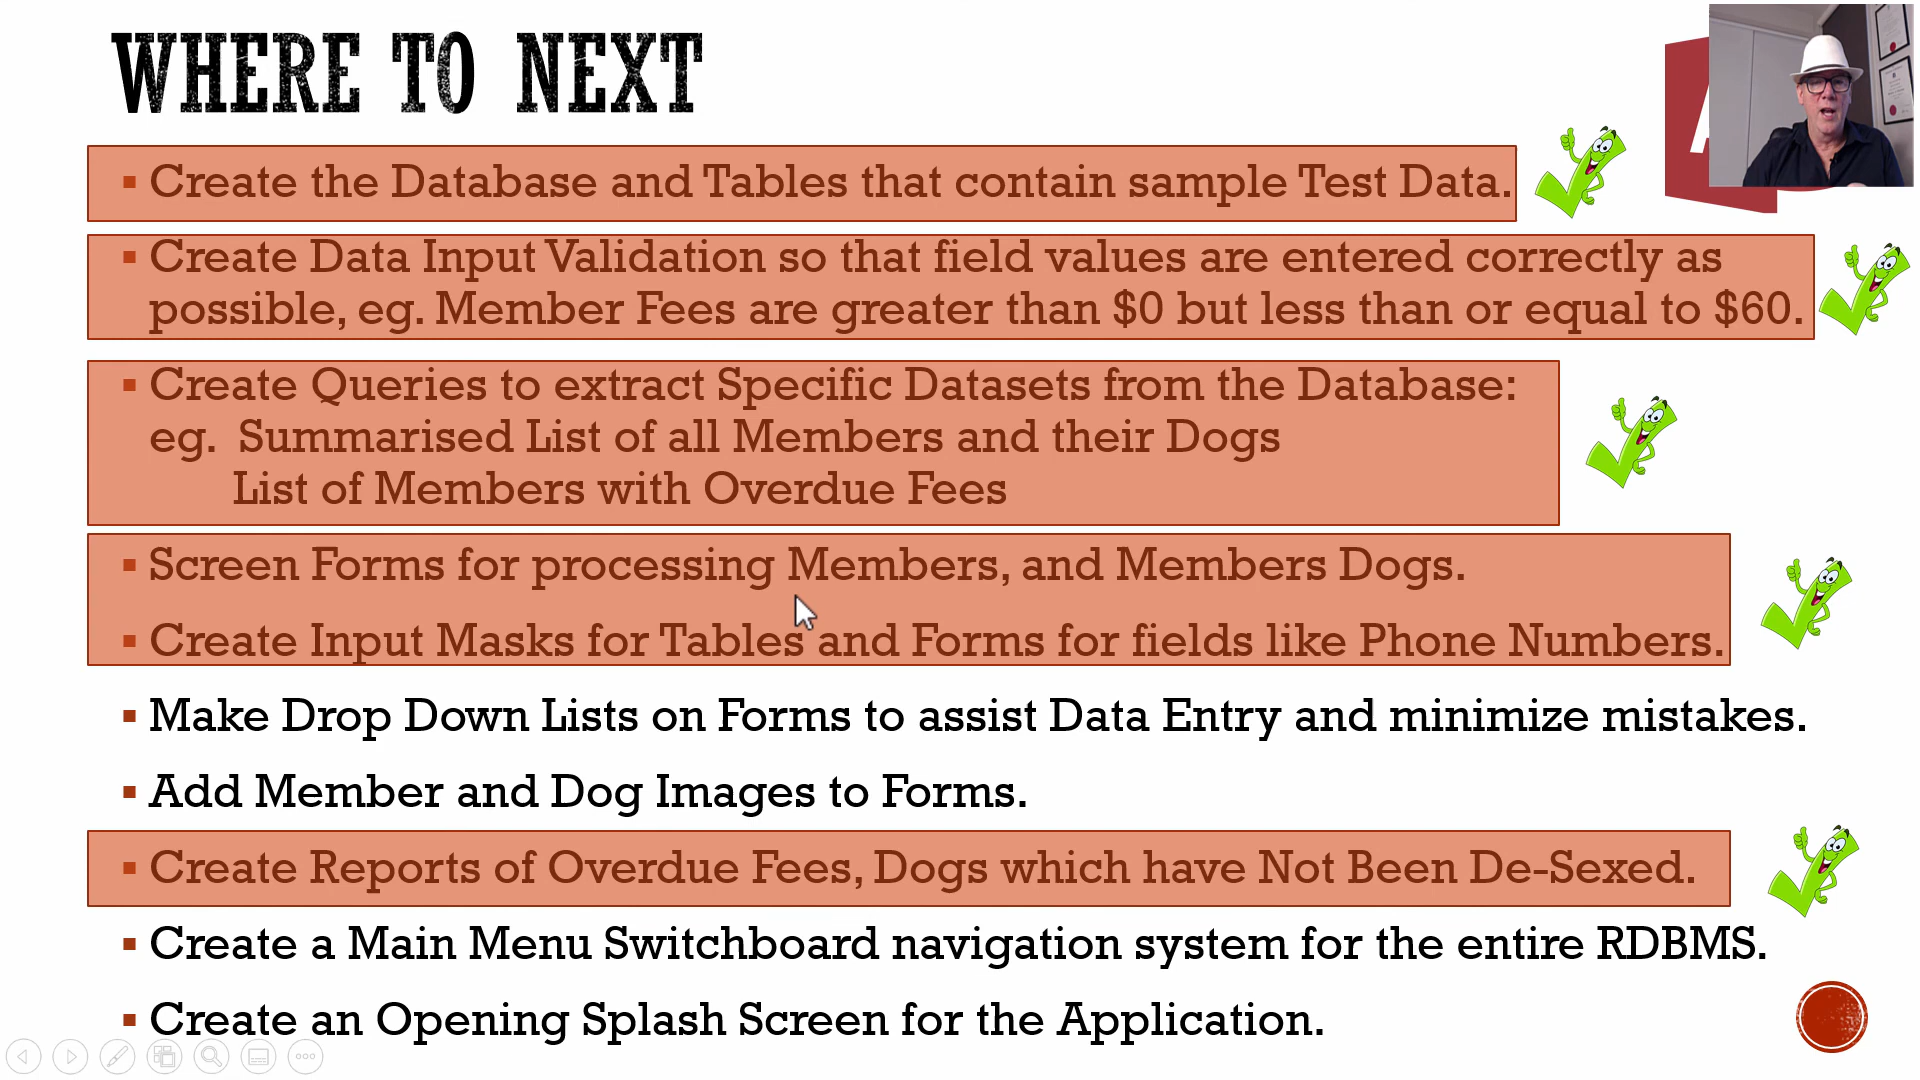 WHERE TO NEXT
▪ Create the Database and Tables that contain sample Test Data.
▪ Create Data Input Validation so that field values are entered correctly as
possible, eg. Member Fees are greater than $0 but less than or equal to $60.
▪ Create Queries to extract Specific Datasets from the Database:
eg. Summarised List of all Members and their Dogs
List of Members with Overdue Fees
▪ Screen Forms for processing Members, and Members Dogs.
▪ Create Input Masks for Tables and Forms for fields like Phone Numbers.
▪ Make Drop Down Lists on Forms to assist Data Entry and minimize mistakes.
▪ Add Member and Dog Images to Forms.
▪ Create Reports of Overdue Fees, Dogs which have Not Been De-Sexed.
▪ Create a Main Menu Switchboard navigation system for the entire RDBMS.
▪ Create an Opening Splash Screen for the Application.